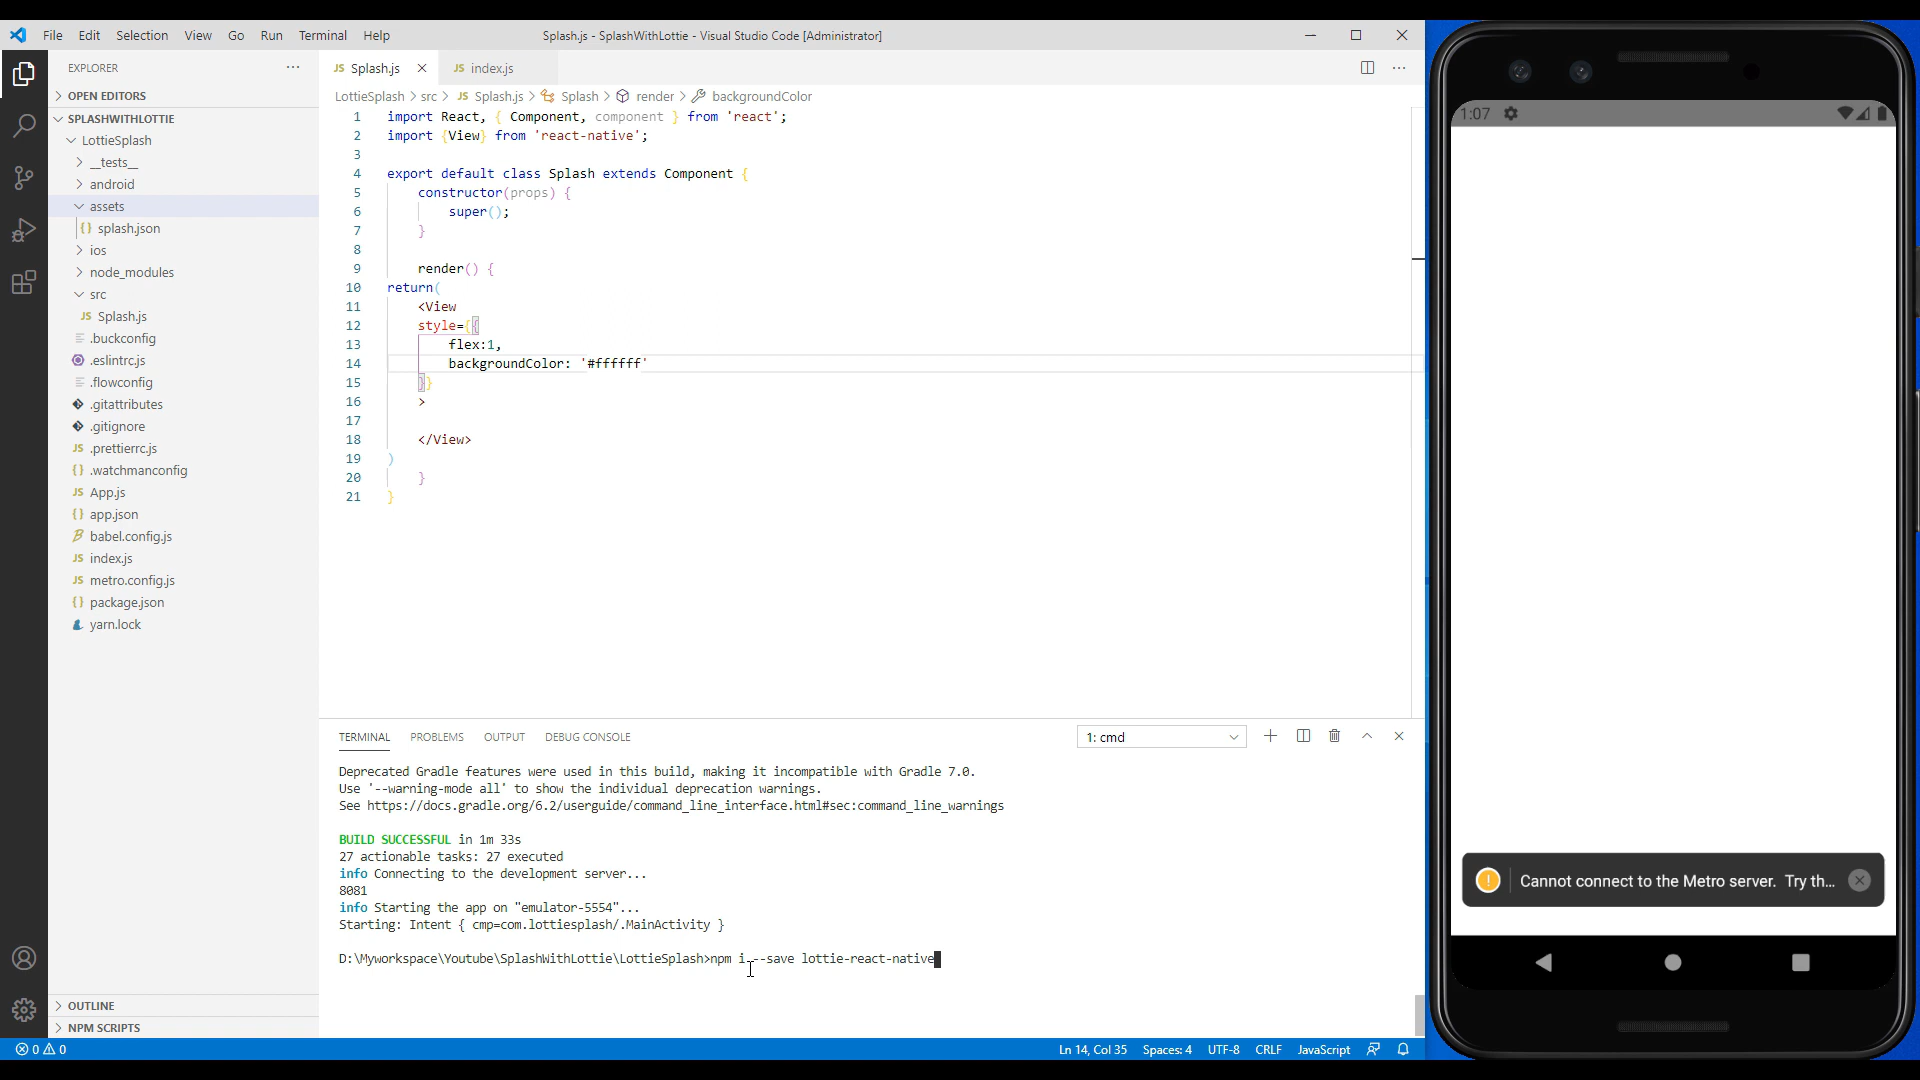 File Edit Selection View Go Run Terminal Help
Splash.js - SplashWithLottie - Visual Studio Code [Administrator]
EXPLORER
OPEN EDITORS
SPLASHWITHLOTTIE
LottieSplash
__tests__
android
assets
{} splash.json
ios
node_modules
src
JS Splash.js
.buckconfig
.eslintrc.js
.flowconfig
.gitattributes
.gitignore
JS .prettierrc.js
{} .watchmanconfig
JS App.js
{} app.json
babel.config.js
JS index.js
JS metro.config.js
{} package.json
yarn.lock
OUTLINE
NPM SCRIPTS
JS Splash.js
JS index.js
LottieSplash > src > JS Splash.js > Splash > render > backgroundColor
1 import React, { Component, component } from 'react';
2 import {View} from 'react-native';
3
4 export default class Splash extends Component {
5 constructor(props) {
6 super();
7 }
8
9 render() {
10 return(
11 <View
12 style={{
13 flex:1,
14 backgroundColor: '#ffffff'
15 }}
16 >
17
18 </View>
19 )
20 }
21 }
TERMINAL PROBLEMS OUTPUT DEBUG CONSOLE
1: cmd
Deprecated Gradle features were used in this build, making it incompatible with Gradle 7.0.
Use '--warning-mode all' to show the individual deprecation warnings.
See https://docs.gradle.org/6.2/userguide/command_line_interface.html#sec:command_line_warnings
BUILD SUCCESSFUL in 1m 33s
27 actionable tasks: 27 executed
info Connecting to the development server...
8081
info Starting the app on "emulator-5554"...
Starting: Intent { cmp=com.lottiesplash/.MainActivity }
D:\Myworkspace\Youtube\SplashWithLottie\LottieSplash>npm i --save lottie-react-native
0 0
Ln 14, Col 35 Spaces: 4 UTF-8 CRLF JavaScript
1:07
Cannot connect to the Metro server. Try th...